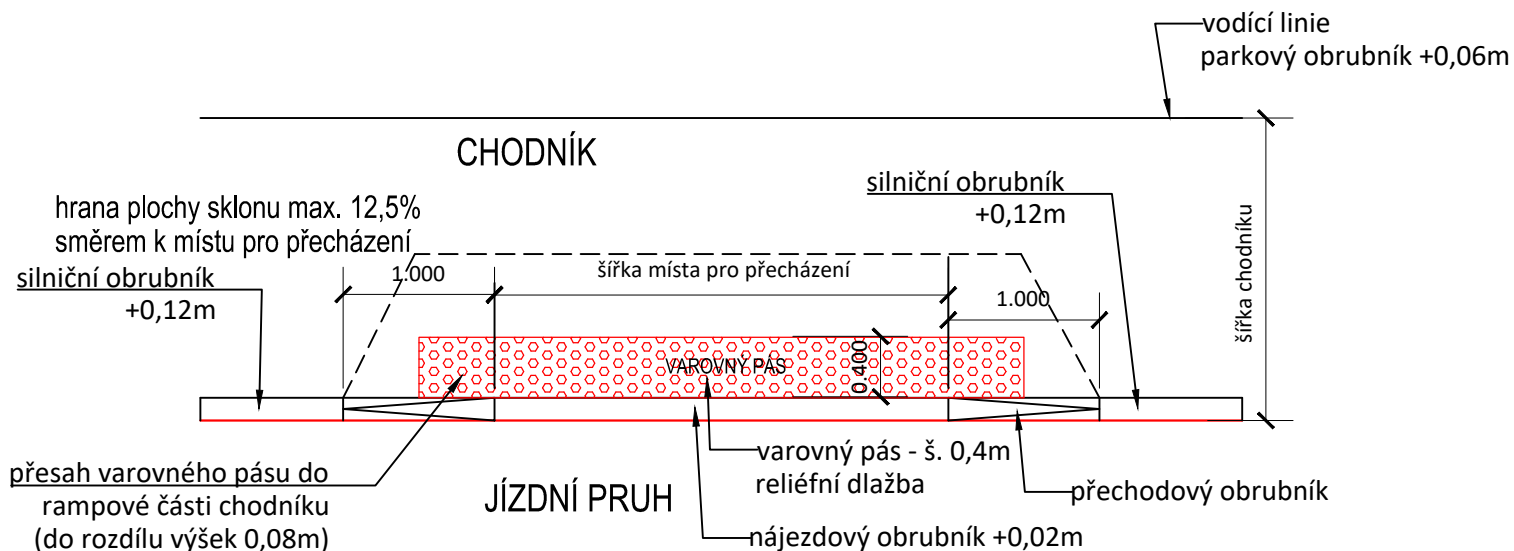 vodící linie
parkový obrubník +0,06m
CHODNÍK
silniční obrubník
+0,12m
hrana plochy sklonu max. 12,5%
směrem k místu pro přecházení
šířka chodníku
silniční obrubník
+0,12m
1.000
šířka místa pro přecházení
1.000
VAROVNÝ PÁS
0.400
přesah varovného pásu do
rampové části chodníku
(do rozdílu výšek 0,08m)
JÍZDNÍ PRUH
varovný pás - š. 0,4m
reliéfní dlažba
přechodový obrubník
nájezdový obrubník +0,02m